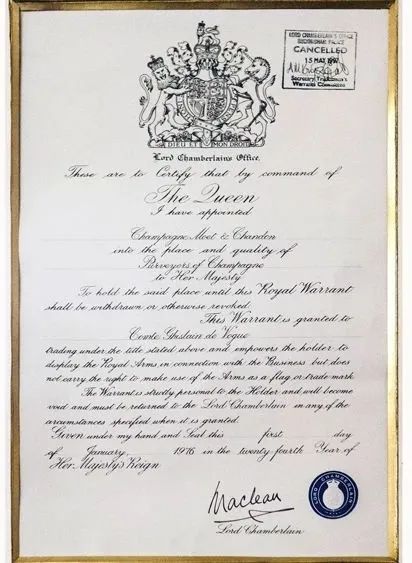 LORD CHAMBERLAIN'S OFFICE
BUCKINGHAM PALACE
CANCELLED
15 MAY 1997
Secretary Tradesmen's
Warrants Committee
DIEU ET MON DROIT
Lord Chamberlain's Office.
These are to Certify that by command of
The Queen
I have appointed
Champagne Moet & Chandon
into the place and quality of
Purveyors of Champagne
to Her Majesty
To hold the said place until this Royal Warrant
shall be withdrawn or otherwise revoked.
This Warrant is granted to
Comte Ghislain de Vogue
trading under the title stated above and empowers the holder to
display the Royal Arms in connection with the Business but does
not carry the right to make use of the Arms as a flag or trade mark.
The Warrant is strictly personal to the Holder and will become
void and must be returned to the Lord Chamberlain in any of the
circumstances specified when it is granted.
Given under my hand and Seal this first day
of January, 1976 in the twenty fourth Year of
Her Majesty's Reign
Maclean
Lord Chamberlain
LORD CHAMBERLAIN